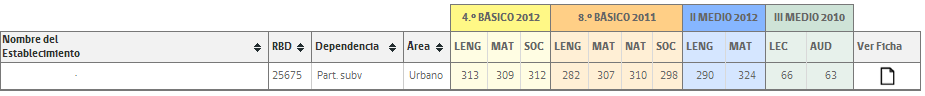 4.º BÁSICO 2012 8.º BÁSICO 2011 II MEDIO 2012 III MEDIO 2010
Nombre del
Establecimiento RBD Dependencia Área LENG MAT SOC LENG MAT NAT SOC LENG MAT LEC AUD Ver Ficha
- 25675 Part. subv Urbano 313 309 312 282 307 310 298 290 324 66 63